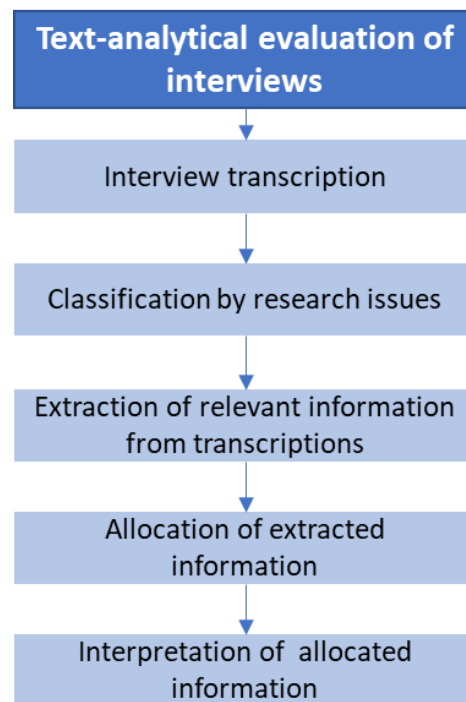 Text-analytical evaluation of
interviews
Interview transcription
Classification by research issues
Extraction of relevant information
from transcriptions
Allocation of extracted
information
Interpretation of allocated
information